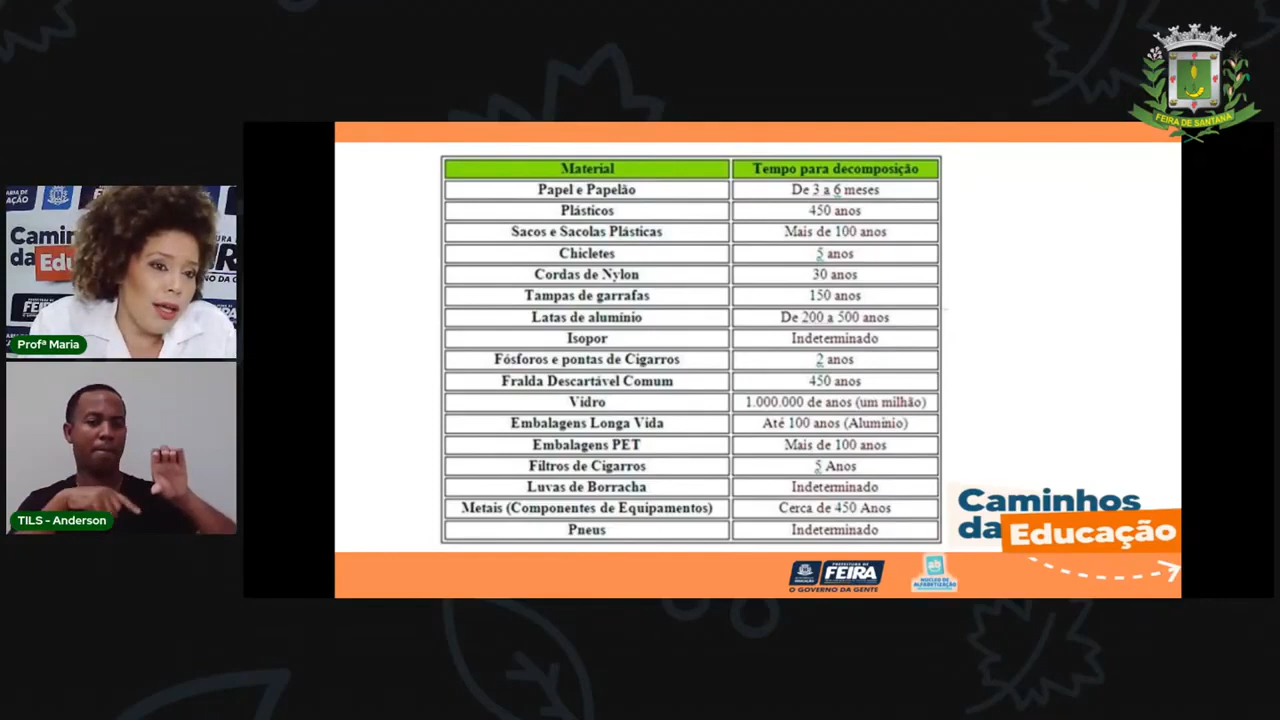 FEIRA DE SANTANA
Material Tempo para decomposição
Papel e Papelão De 3 a 6 meses
Plásticos 450 anos
Sacos e Sacolas Plásticas Mais de 100 anos
Chicletes 5 anos
Cordas de Nylon 30 anos
Tampas de garrafas 150 anos
Latas de alumínio De 200 a 500 anos
Isopor Indeterminado
Fósforos e pontas de Cigarros 2 anos
Fralda Descartável Comum 450 anos
Vidro 1.000.000 de anos (um milhão)
Embalagens Longa Vida Até 100 anos (Alumínio)
Embalagens PET Mais de 100 anos
Filtros de Cigarros 5 Anos
Luvas de Borracha Indeterminado
Metais (Componentes de Equipamentos) Cerca de 450 Anos
Pneus Indeterminado
Caminhos
da Educação
PREFEITURA DE
FEIRA
O GOVERNO DA GENTE
NÚCLEO DE
ALFABETIZAÇÃO
Profª Maria
TILS - Anderson